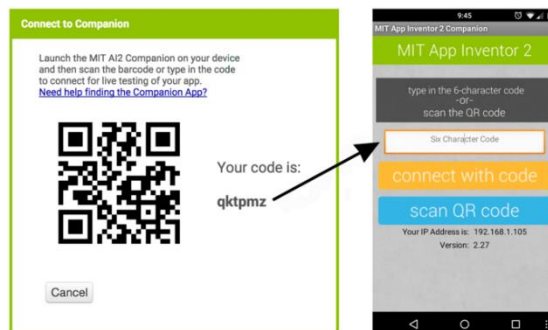 Connect to Companion
Launch the MIT AI2 Companion on your device
and then scan the barcode or type in the code
to connect for live testing of your app.
Need help finding the Companion App?
Your code is:
qktpmz
Cancel
9:45
MIT App Inventor 2 Companion
MIT App Inventor 2
type in the 6-character code
-or-
scan the QR code
Six Character Code
connect with code
scan QR code
Your IP Address is: 192.168.1.105
Version: 2.27